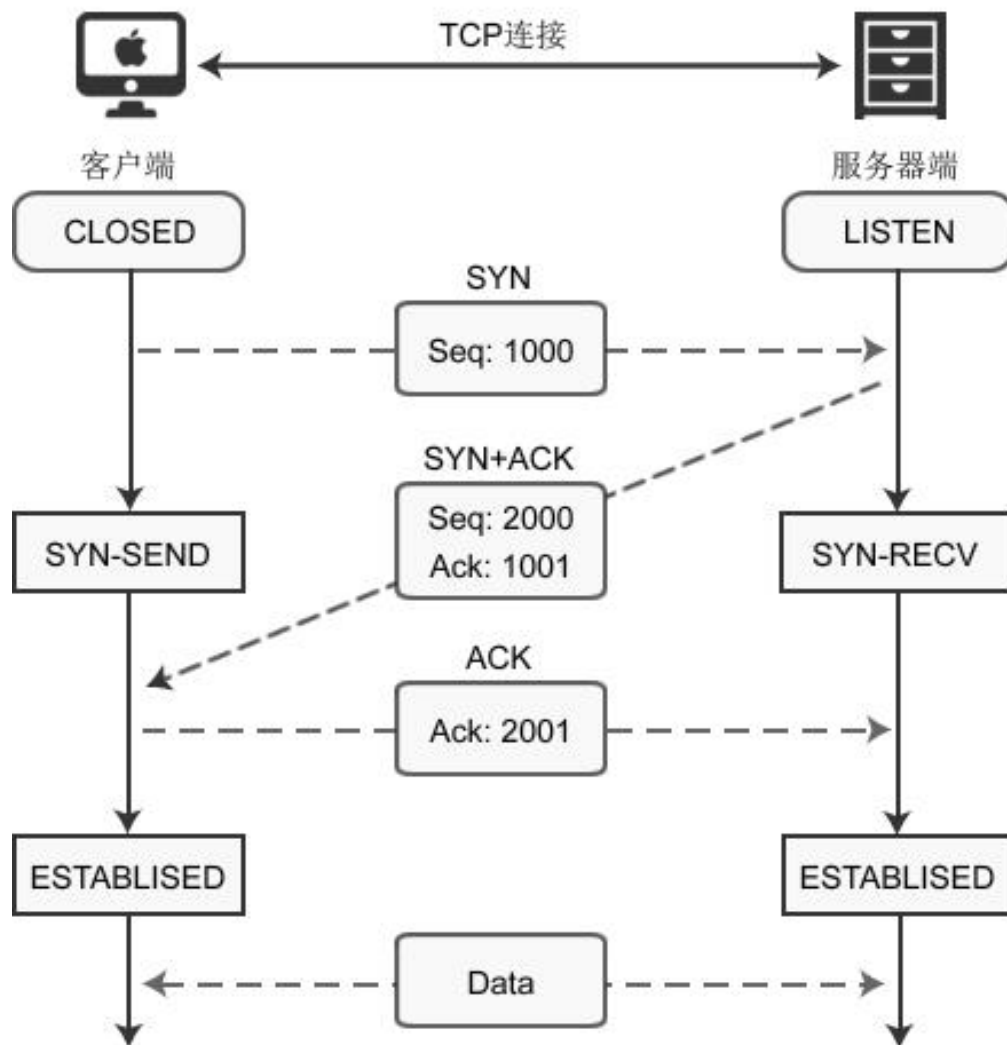 TCP连接
客户端
服务器端
CLOSED
LISTEN
SYN
Seq: 1000
SYN+ACK
Seq: 2000
Ack: 1001
SYN-SEND
SYN-RECV
ACK
Ack: 2001
ESTABLISED
ESTABLISED
Data